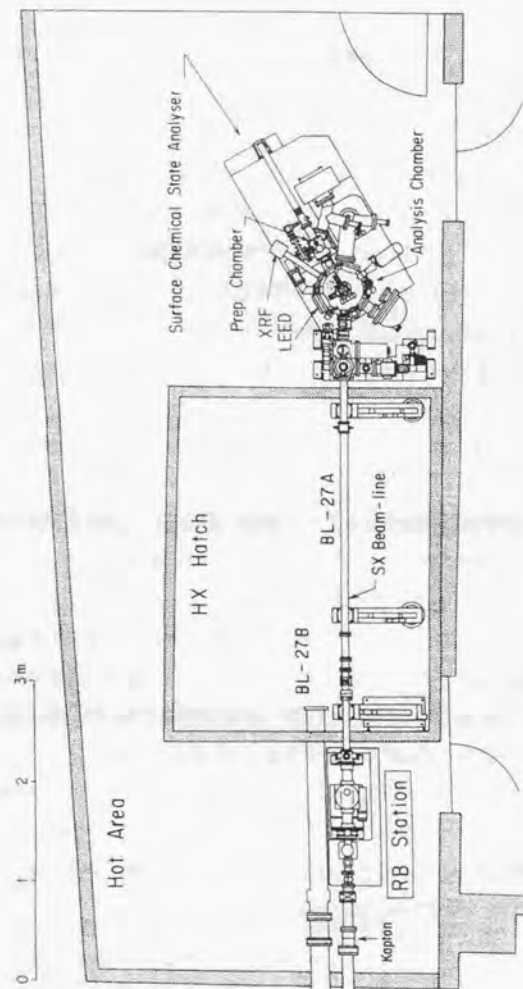 Surface Chemical State Analyser
Prep Chamber
XRF
LEED
Analysis Chamber
HX Hatch
BL-27A
SX Beam-line
BL-27B
Hot Area
RB Station
Kapton
0 1 2 3m